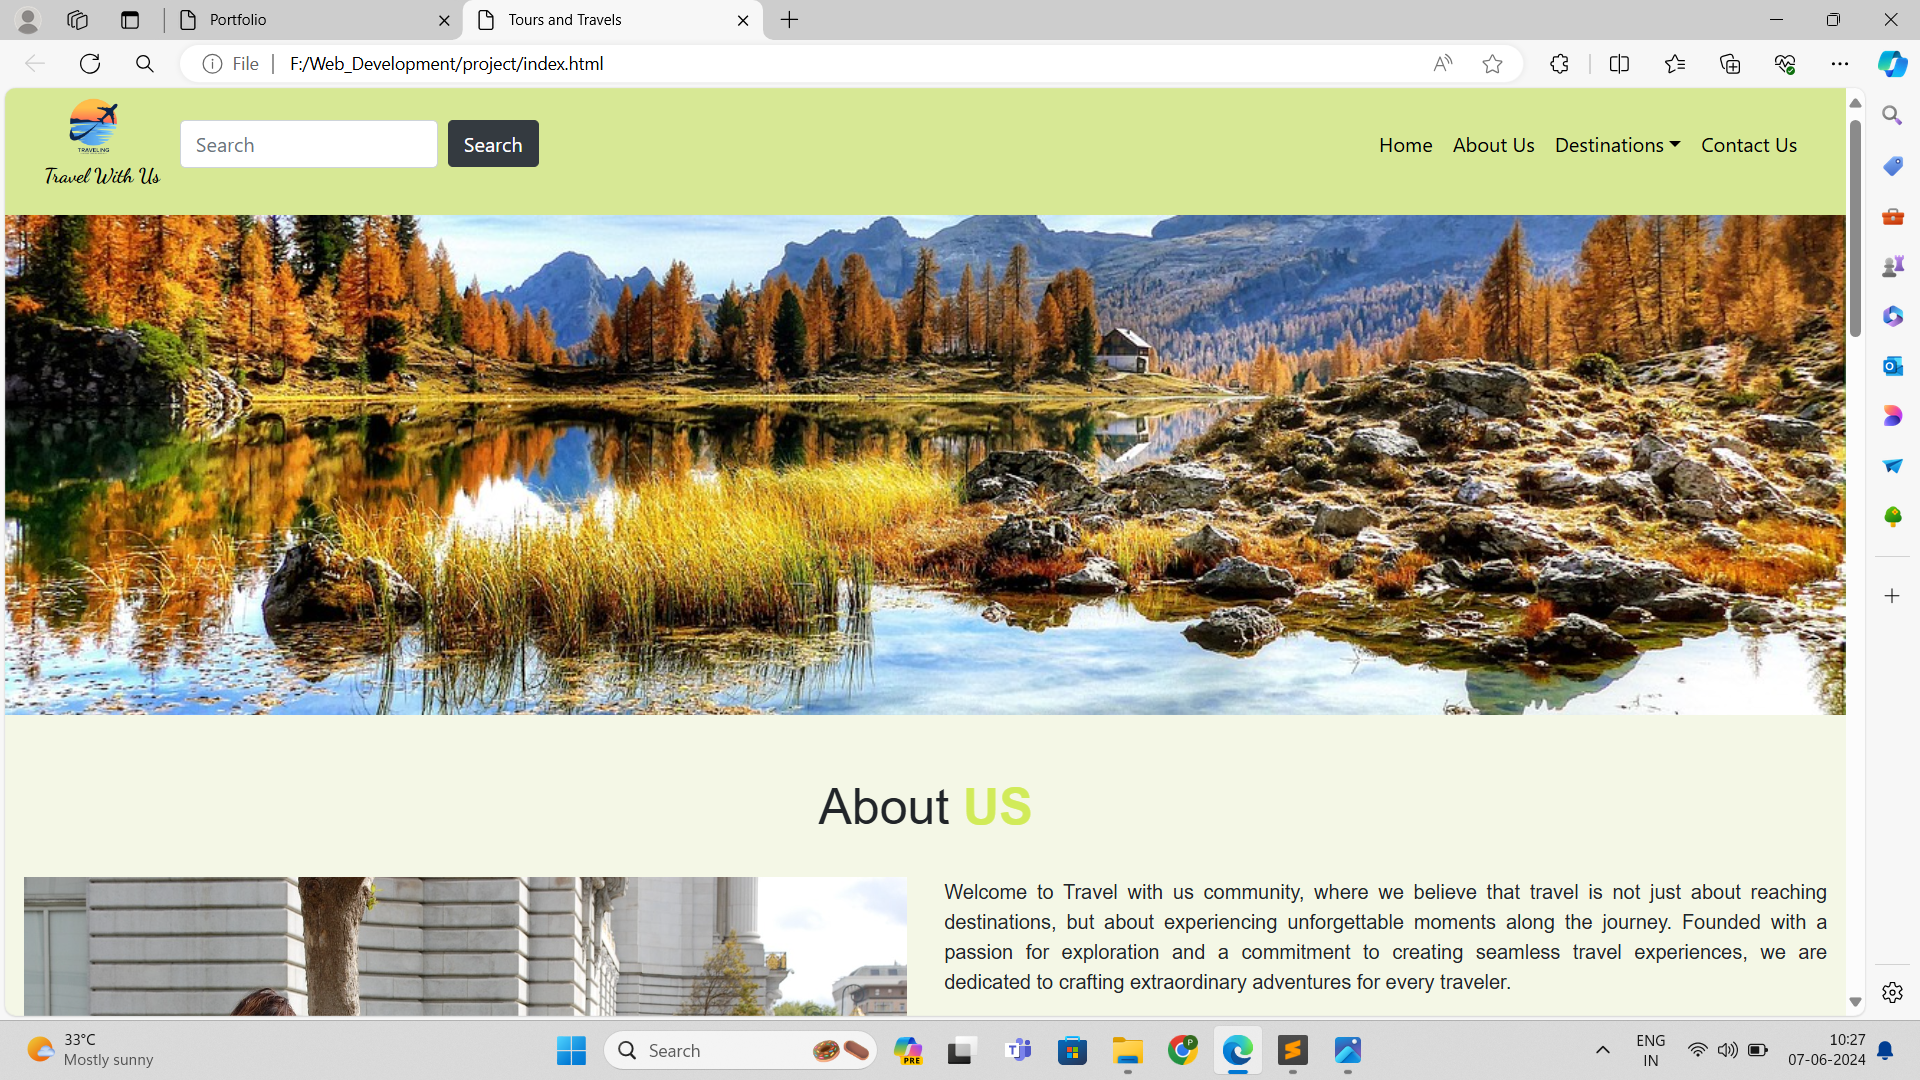 Portfolio
Tours and Travels
File
F:/Web_Development/project/index.html
TRAVELING
Travel With Us
Search
Search
Home
About Us
Destinations
Contact Us
About US
Welcome to Travel with us community, where we believe that travel is not just about reaching
destinations, but about experiencing unforgettable moments along the journey. Founded with a
passion for exploration and a commitment to creating seamless travel experiences, we are
dedicated to crafting extraordinary adventures for every traveler.
33°C
Mostly sunny
Search
PRE
ENG
IN
10:27
07-06-2024